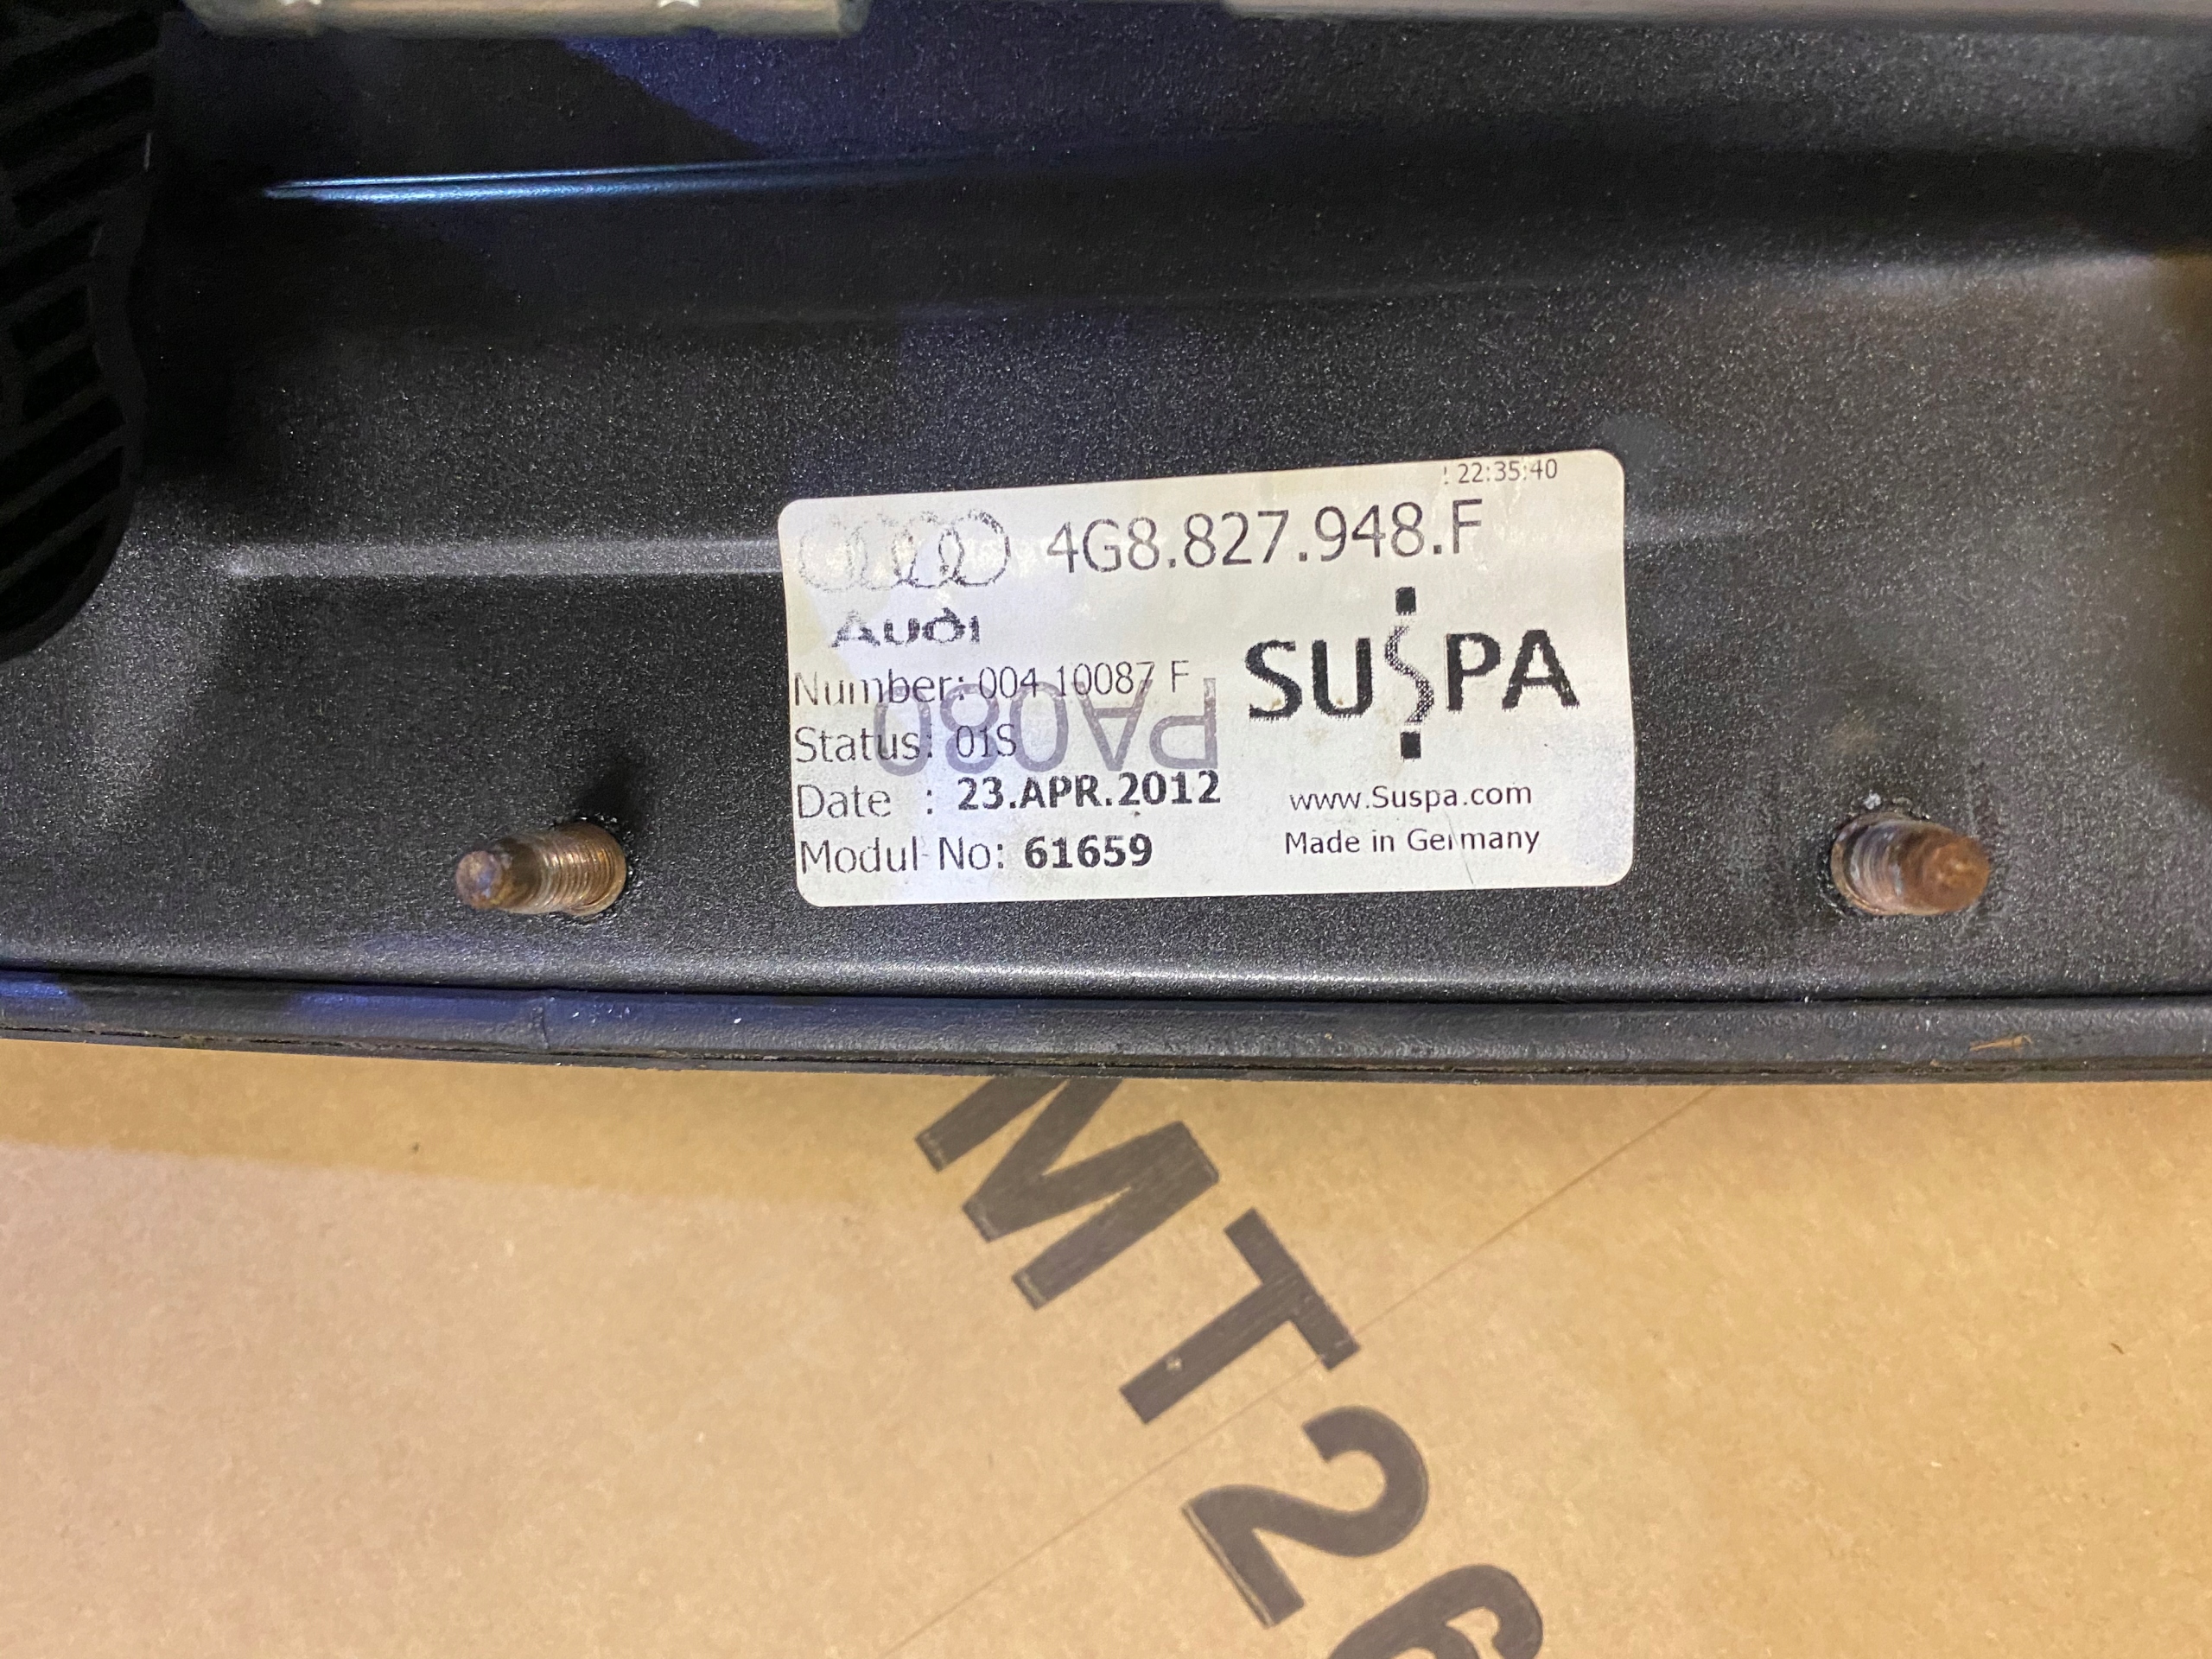 : 22:35:40
4G8.827.948.F
Audi
Number: 004 10087 F
PA080
SUSPA
Status: 01S
Date : 23.APR.2012
www.Suspa.com
Modul-No: 61659
Made in Germany
MT26